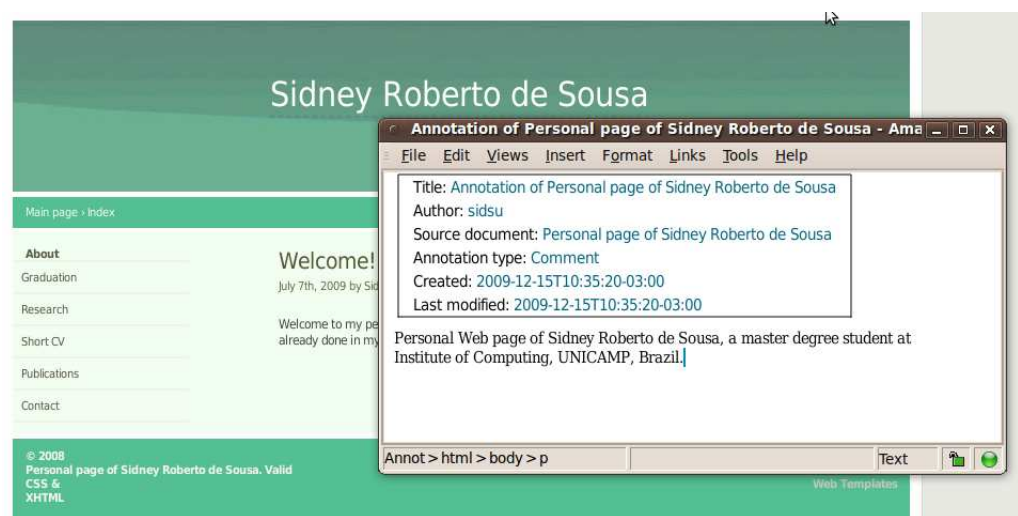 Sidney Roberto de Sousa
Main page › Index
About
Graduation
Research
Short CV
Publications
Contact
Welcome!
July 7th, 2009 by Sid
Welcome to my pe
already done in my
© 2008
Personal page of Sidney Roberto de Sousa. Valid
CSS &
XHTML
Web Templates
Annotation of Personal page of Sidney Roberto de Sousa - Ama
File Edit Views Insert Format Links Tools Help
Title: Annotation of Personal page of Sidney Roberto de Sousa
Author: sidsu
Source document: Personal page of Sidney Roberto de Sousa
Annotation type: Comment
Created: 2009-12-15T10:35:20-03:00
Last modified: 2009-12-15T10:35:20-03:00
Personal Web page of Sidney Roberto de Sousa, a master degree student at
Institute of Computing, UNICAMP, Brazil.
Annot > html > body > p
Text